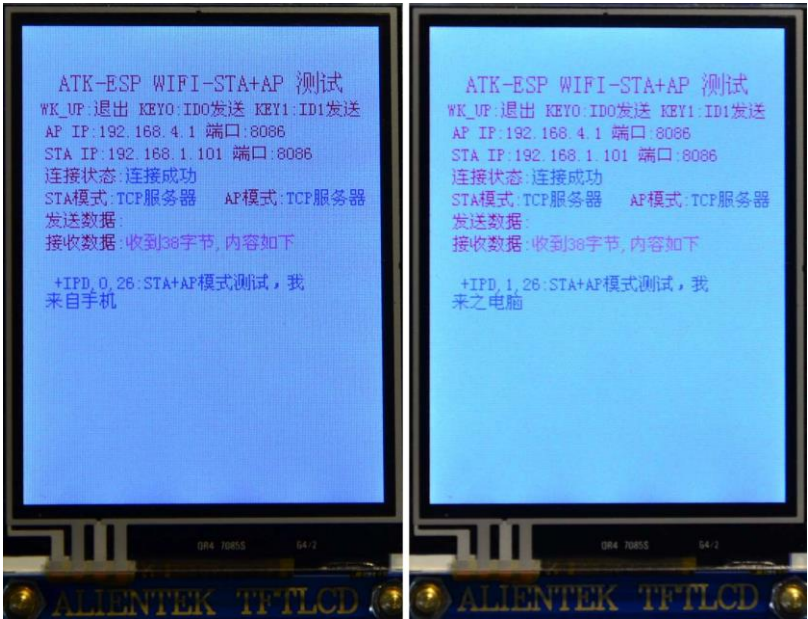 ATK-ESP WIFI-STA+AP 测试
WK_UP:退出 KEY0:ID0发送 KEY1:ID1发送
AP IP:192.168.4.1 端口:8086
STA IP:192.168.1.101 端口:8086
连接状态:连接成功
STA模式:TCP服务器 AP模式:TCP服务器
发送数据:
接收数据:收到38字节,内容如下
+IPD,0,26:STA+AP模式测试，我
来自手机
0R4 7085S G4/2
ALIENTEK TFTLCD
ATK-ESP WIFI-STA+AP 测试
WK_UP:退出 KEY0:ID0发送 KEY1:ID1发送
AP IP:192.168.4.1 端口:8086
STA IP:192.168.1.101 端口:8086
连接状态:连接成功
STA模式:TCP服务器 AP模式:TCP服务器
发送数据:
接收数据:收到38字节,内容如下
+IPD,1,26:STA+AP模式测试，我
来之电脑
0R4 7085S G4/2
ALIENTEK TFTLCD